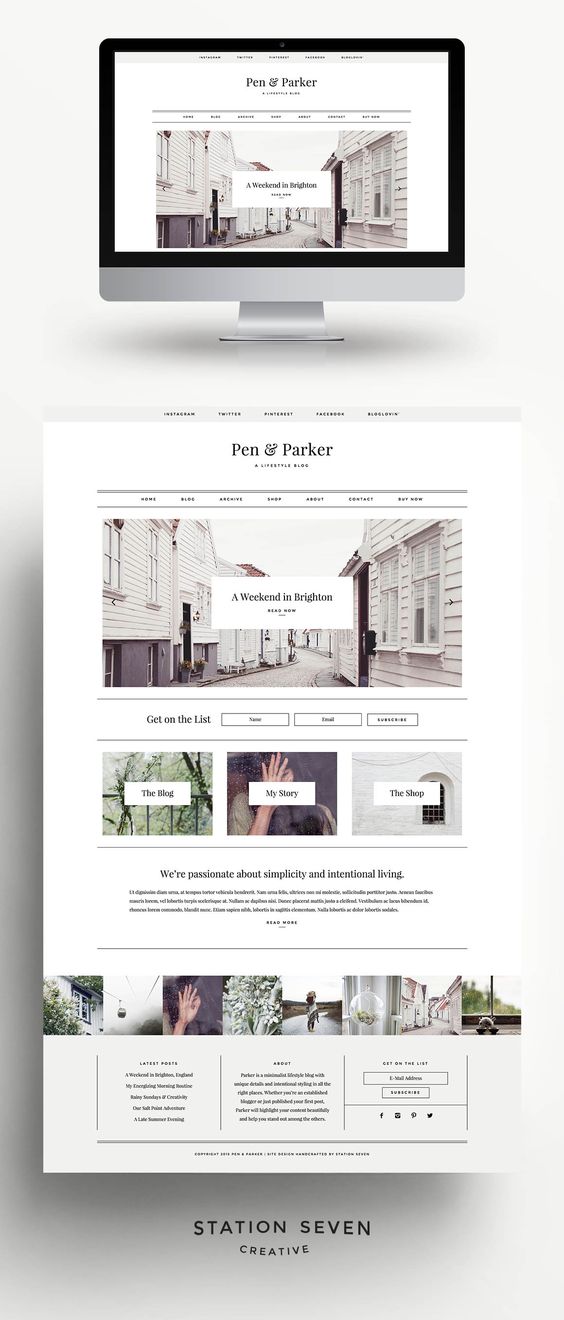 INSTAGRAM TWITTER PINTEREST FACEBOOK BLOGLOVIN'
Pen & Parker
A LIFESTYLE BLOG
HOME BLOG ARCHIVE SHOP ABOUT CONTACT BUY NOW
A Weekend in Brighton
READ NOW
INSTAGRAM TWITTER PINTEREST FACEBOOK BLOGLOVIN'
Pen & Parker
A LIFESTYLE BLOG
HOME BLOG ARCHIVE SHOP ABOUT CONTACT BUY NOW
A Weekend in Brighton
READ NOW
Get on the List Name Email SUBSCRIBE
The Blog My Story The Shop
We're passionate about simplicity and intentional living.
Ut dignissim diam urna, at tempus tortor vehicula hendrerit. Nam urna felis, ultrices non mi molestie, sollicitudin porttitor justo. Aenean faucibus
mauris lorem, vel lobortis turpis scelerisque at. Nullam ac dapibus nisi. Donec placerat mattis justo a eleifend. Vestibulum ac lacus bibendum id,
rhoncus lorem commodo, blandit nunc. Etiam sapien nibh, lobortis in sagittis elementum. Nulla lobortis ac dolor lobortis sodales.
READ MORE
LATEST POSTS
A Weekend in Brighton, England
My Energizing Morning Routine
Rainy Sundays & Creativity
Our Salt Point Adventure
A Late Summer Evening
ABOUT
Parker is a minimalist lifestyle blog with
unique details and intentional styling in all the
right places. Whether you're an established
blogger or just published your first post,
Parker will highlight your content beautifully
and help you stand out among the others.
GET ON THE LIST
E-Mail Address
SUBSCRIBE
COPYRIGHT 2015 PEN & PARKER | SITE DESIGN HANDCRAFTED BY STATION SEVEN
STATION SEVEN
CREATIVE